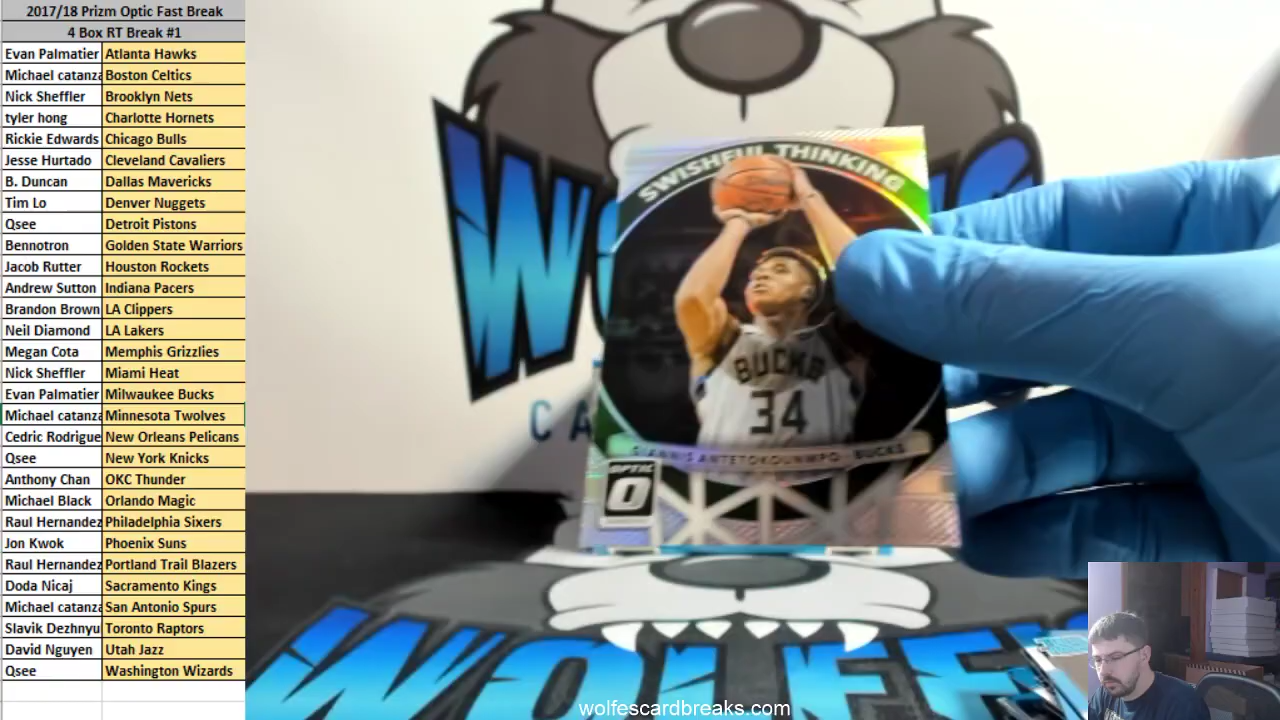 2017/18 Prizm Optic Fast Break
4 Box RT Break #1
Evan Palmatier Atlanta Hawks
Michael catanza Boston Celtics
Nick Sheffler Brooklyn Nets
tyler hong Charlotte Hornets
Rickie Edwards Chicago Bulls
Jesse Hurtado Cleveland Cavaliers
B. Duncan Dallas Mavericks
Tim Lo Denver Nuggets
Qsee Detroit Pistons
Bennotron Golden State Warriors
Jacob Rutter Houston Rockets
Andrew Sutton Indiana Pacers
Brandon Brown LA Clippers
Neil Diamond LA Lakers
Megan Cota Memphis Grizzlies
Nick Sheffler Miami Heat
Evan Palmatier Milwaukee Bucks
Michael catanza Minnesota Twolves
Cedric Rodrigue New Orleans Pelicans
Qsee New York Knicks
Anthony Chan OKC Thunder
Michael Black Orlando Magic
Raul Hernandez Philadelphia Sixers
Jon Kwok Phoenix Suns
Raul Hernandez Portland Trail Blazers
Doda Nicaj Sacramento Kings
Michael catanza San Antonio Spurs
Slavik Dezhnyu Toronto Raptors
David Nguyen Utah Jazz
Qsee Washington Wizards
SWISHFUL THINKING
BUCKS
34
GIANNIS ANTETOKOUNMPO - BUCKS
OPTIC
O
wolfescardbreaks.com